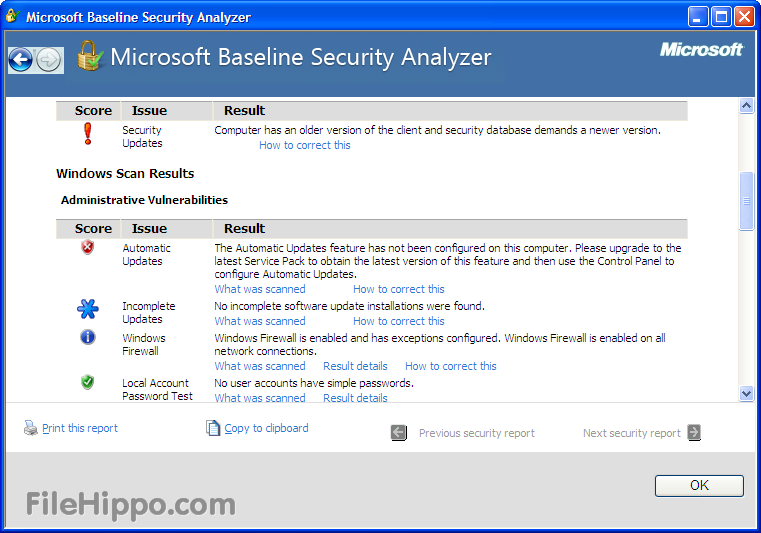 Microsoft Baseline Security Analyzer
Microsoft Baseline Security Analyzer
Microsoft
Score Issue Result
Security Updates
Computer has an older version of the client and security database demands a newer version.
How to correct this
Windows Scan Results
Administrative Vulnerabilities
Score Issue Result
Automatic Updates
The Automatic Updates feature has not been configured on this computer. Please upgrade to the
latest Service Pack to obtain the latest version of this feature and then use the Control Panel to
configure Automatic Updates.
What was scanned How to correct this
Incomplete Updates
No incomplete software update installations were found.
What was scanned How to correct this
Windows Firewall
Windows Firewall is enabled and has exceptions configured. Windows Firewall is enabled on all
network connections.
What was scanned Result details How to correct this
Local Account Password Test
No user accounts have simple passwords.
What was scanned Result details
Print this report Copy to clipboard Previous security report Next security report
OK
FileHippo.com